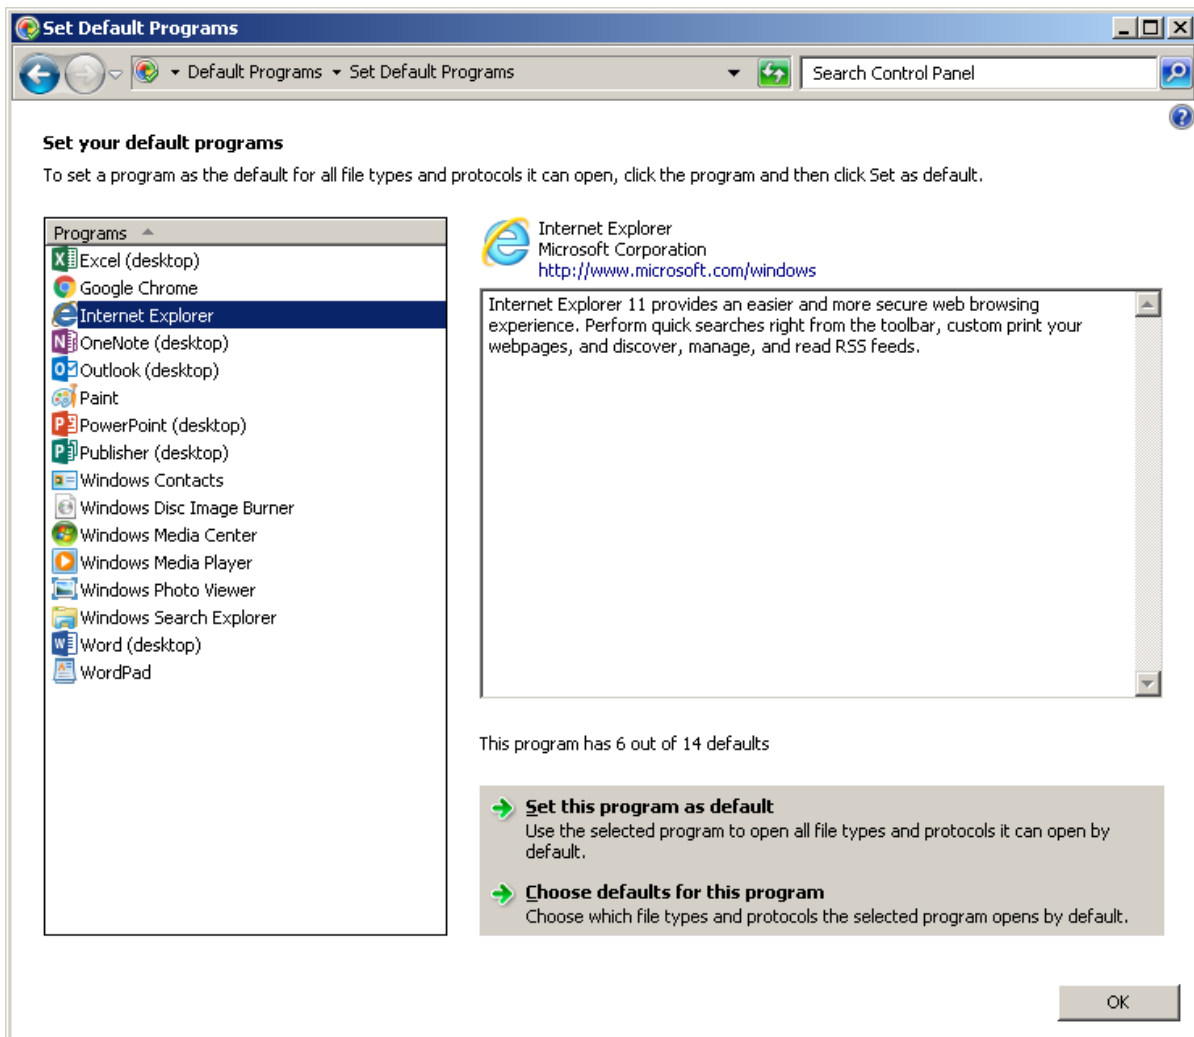 Set Default Programs
Default Programs Set Default Programs
Search Control Panel
Set your default programs
To set a program as the default for all file types and protocols it can open, click the program and then click Set as default.
Programs
Excel (desktop)
Google Chrome
Internet Explorer
OneNote (desktop)
Outlook (desktop)
Paint
PowerPoint (desktop)
Publisher (desktop)
Windows Contacts
Windows Disc Image Burner
Windows Media Center
Windows Media Player
Windows Photo Viewer
Windows Search Explorer
Word (desktop)
WordPad
Internet Explorer
Microsoft Corporation
http://www.microsoft.com/windows
Internet Explorer 11 provides an easier and more secure web browsing
experience. Perform quick searches right from the toolbar, custom print your
webpages, and discover, manage, and read RSS feeds.
This program has 6 out of 14 defaults
Set this program as default
Use the selected program to open all file types and protocols it can open by
default.
Choose defaults for this program
Choose which file types and protocols the selected program opens by default.
OK